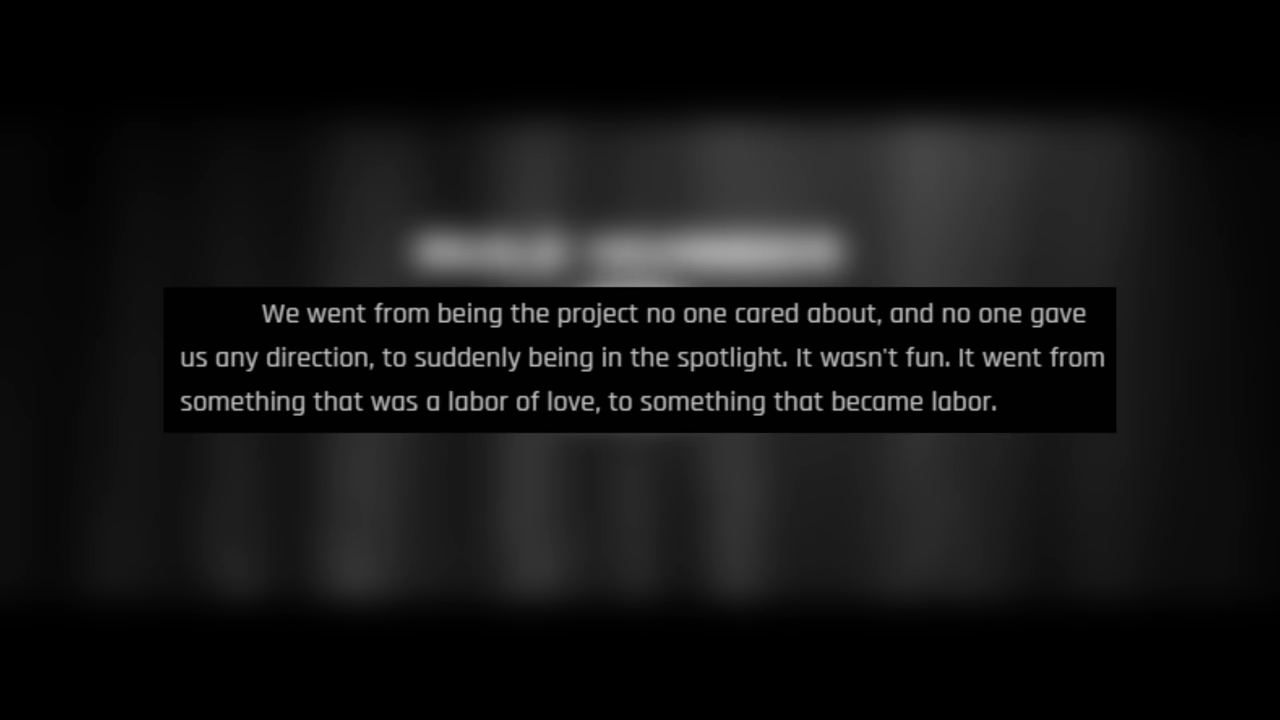 We went from being the project no one cared about, and no one gave
us any direction, to suddenly being in the spotlight. It wasn't fun. It went from
something that was a labor of love, to something that became labor.